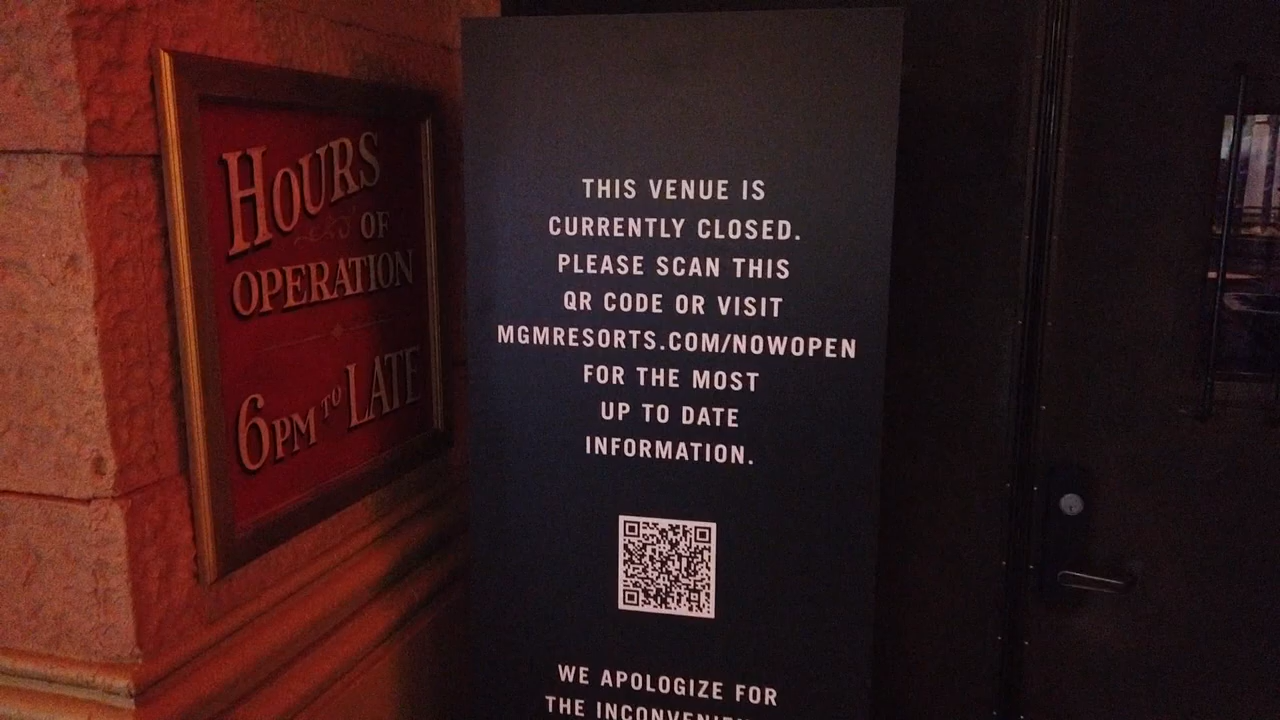 HOURS
OF
OPERATION
6PM TO LATE
THIS VENUE IS
CURRENTLY CLOSED.
PLEASE SCAN THIS
QR CODE OR VISIT
MGMRESORTS.COM/NOWOPEN
FOR THE MOST
UP TO DATE
INFORMATION.
WE APOLOGIZE FOR
THE